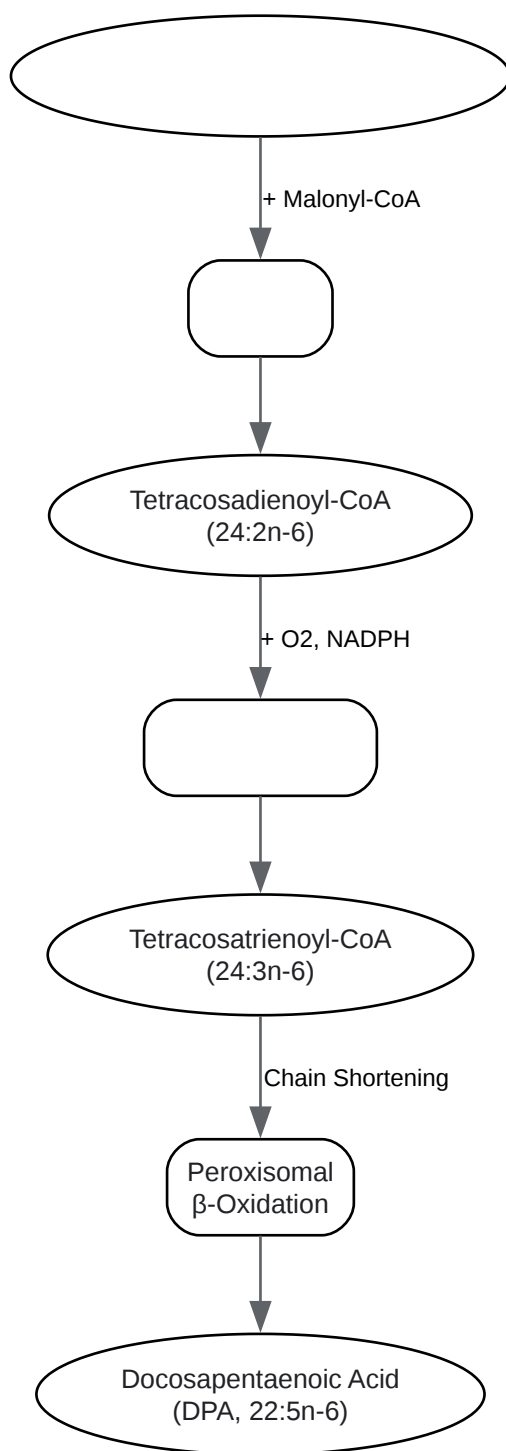 + Malonyl-CoA
Tetracosadienoyl-CoA
(24:2n-6)
+ O2, NADPH
Tetracosatrienoyl-CoA
(24:3n-6)
Chain Shortening
Peroxisomal
β-Oxidation
Docosapentaenoic Acid
(DPA, 22:5n-6)